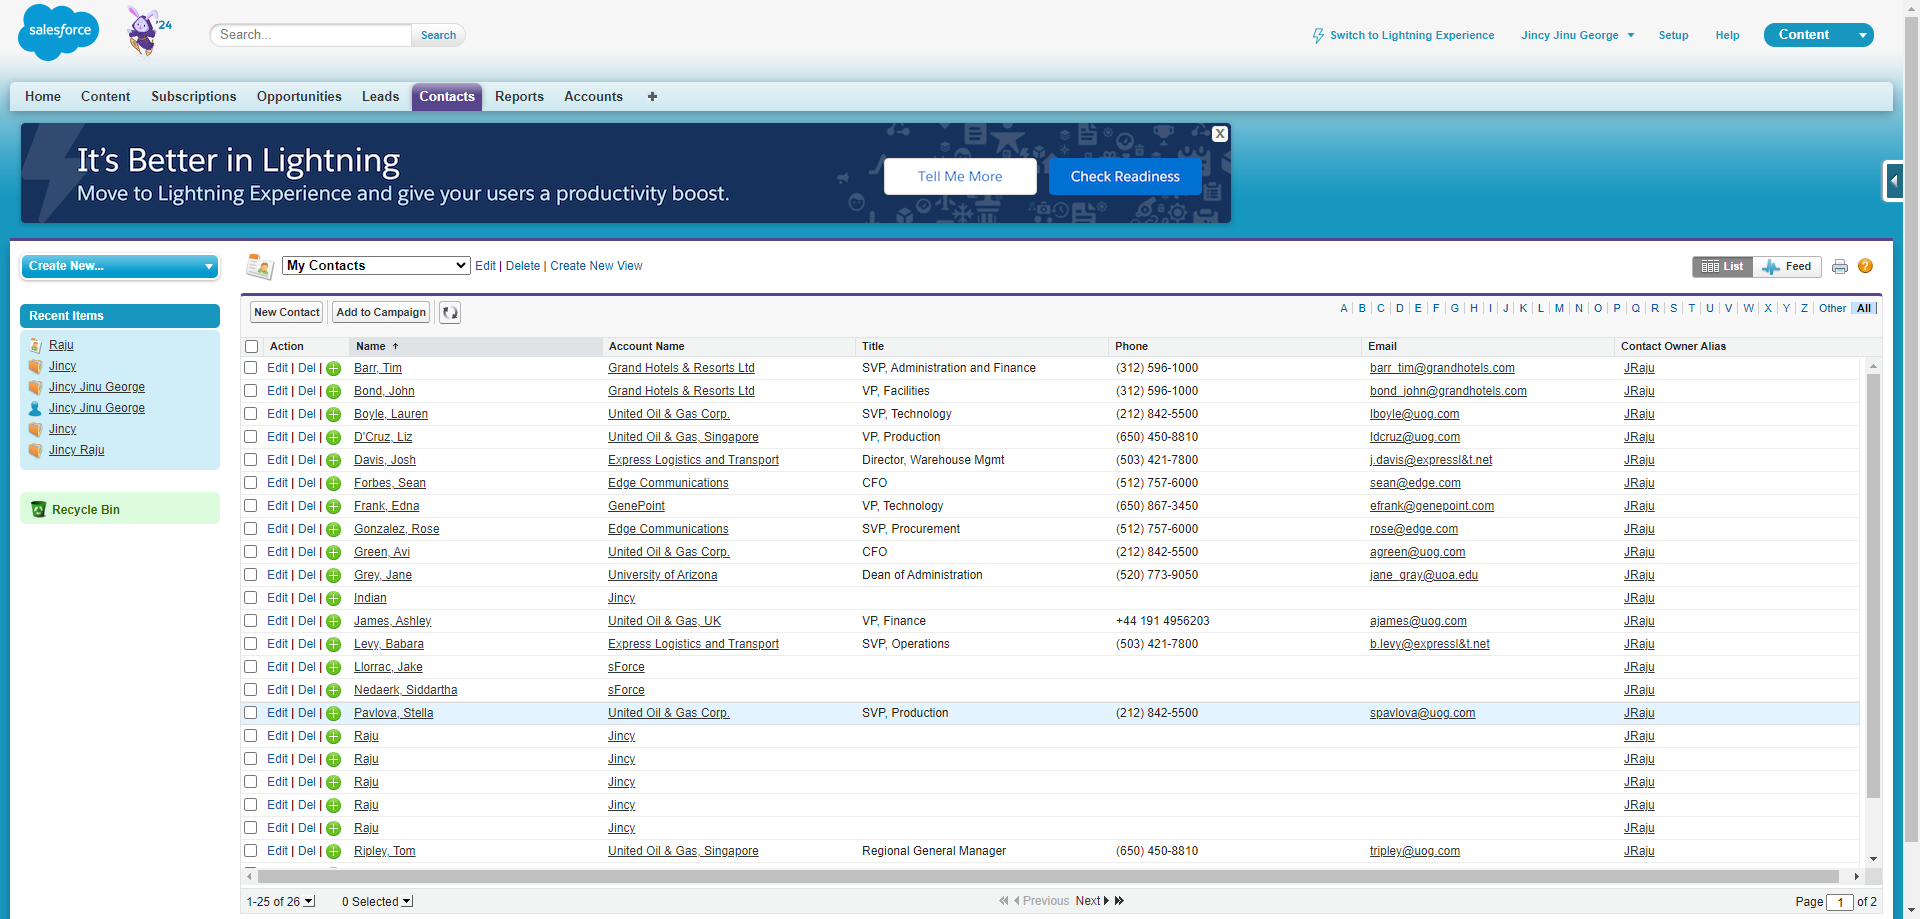 salesforce
'24
Search...
Search
Switch to Lightning Experience
Jincy Jinu George
Setup
Help
Content
Home Content Subscriptions Opportunities Leads Contacts Reports Accounts +
It's Better in Lightning
Move to Lightning Experience and give your users a productivity boost.
Tell Me More
Check Readiness
X
Create New...
My Contacts
Edit | Delete | Create New View
List
Feed
?
Recent Items
Raju
Jincy
Jincy Jinu George
Jincy Jinu George
Jincy
Jincy Raju
Recycle Bin
New Contact
Add to Campaign
A | B | C | D | E | F | G | H | I | J | K | L | M | N | O | P | Q | R | S | T | U | V | W | X | Y | Z | Other | All |
Action Name Account Name Title Phone Email Contact Owner Alias
Edit | Del | Barr, Tim Grand Hotels & Resorts Ltd SVP, Administration and Finance (312) 596-1000 barr_tim@grandhotels.com JRaju
Edit | Del | Bond, John Grand Hotels & Resorts Ltd VP, Facilities (312) 596-1000 bond_john@grandhotels.com JRaju
Edit | Del | Boyle, Lauren United Oil & Gas Corp. SVP, Technology (212) 842-5500 lboyle@uog.com JRaju
Edit | Del | D'Cruz, Liz United Oil & Gas, Singapore VP, Production (650) 450-8810 ldcruz@uog.com JRaju
Edit | Del | Davis, Josh Express Logistics and Transport Director, Warehouse Mgmt (503) 421-7800 j.davis@expressl&t.net JRaju
Edit | Del | Forbes, Sean Edge Communications CFO (512) 757-6000 sean@edge.com JRaju
Edit | Del | Frank, Edna GenePoint VP, Technology (650) 867-3450 efrank@genepoint.com JRaju
Edit | Del | Gonzalez, Rose Edge Communications SVP, Procurement (512) 757-6000 rose@edge.com JRaju
Edit | Del | Green, Avi United Oil & Gas Corp. CFO (212) 842-5500 agreen@uog.com JRaju
Edit | Del | Grey, Jane University of Arizona Dean of Administration (520) 773-9050 jane_gray@uoa.edu JRaju
Edit | Del | Indian Jincy JRaju
Edit | Del | James, Ashley United Oil & Gas, UK VP, Finance +44 191 4956203 ajames@uog.com JRaju
Edit | Del | Levy, Babara Express Logistics and Transport SVP, Operations (503) 421-7800 b.levy@expressl&t.net JRaju
Edit | Del | Llorrac, Jake sForce JRaju
Edit | Del | Nedaerk, Siddartha sForce JRaju
Edit | Del | Pavlova, Stella United Oil & Gas Corp. SVP, Production (212) 842-5500 spavlova@uog.com JRaju
Edit | Del | Raju Jincy JRaju
Edit | Del | Raju Jincy JRaju
Edit | Del | Raju Jincy JRaju
Edit | Del | Raju Jincy JRaju
Edit | Del | Raju Jincy JRaju
Edit | Del | Ripley, Tom United Oil & Gas, Singapore Regional General Manager (650) 450-8810 tripley@uog.com JRaju
1-25 of 26
0 Selected
Previous Next
Page 1 of 2